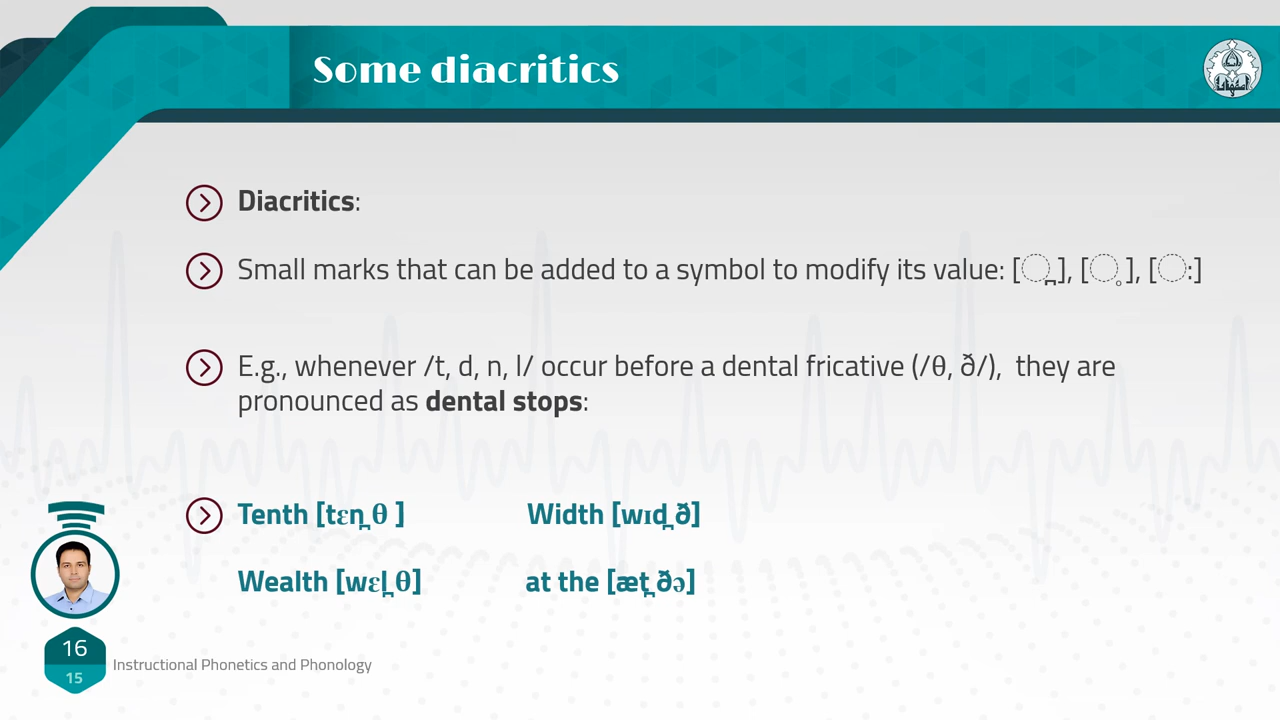 Some diacritics
Diacritics:
Small marks that can be added to a symbol to modify its value: [◌̪], [◌̥], [◌:]
E.g., whenever /t, d, n, l/ occur before a dental fricative (/θ, ð/), they are
pronounced as dental stops:
Tenth [tɛn̪θ ] Width [wɪd̪ð]
Wealth [wɛl̪θ] at the [æt̪ðə]
16
15
Instructional Phonetics and Phonology